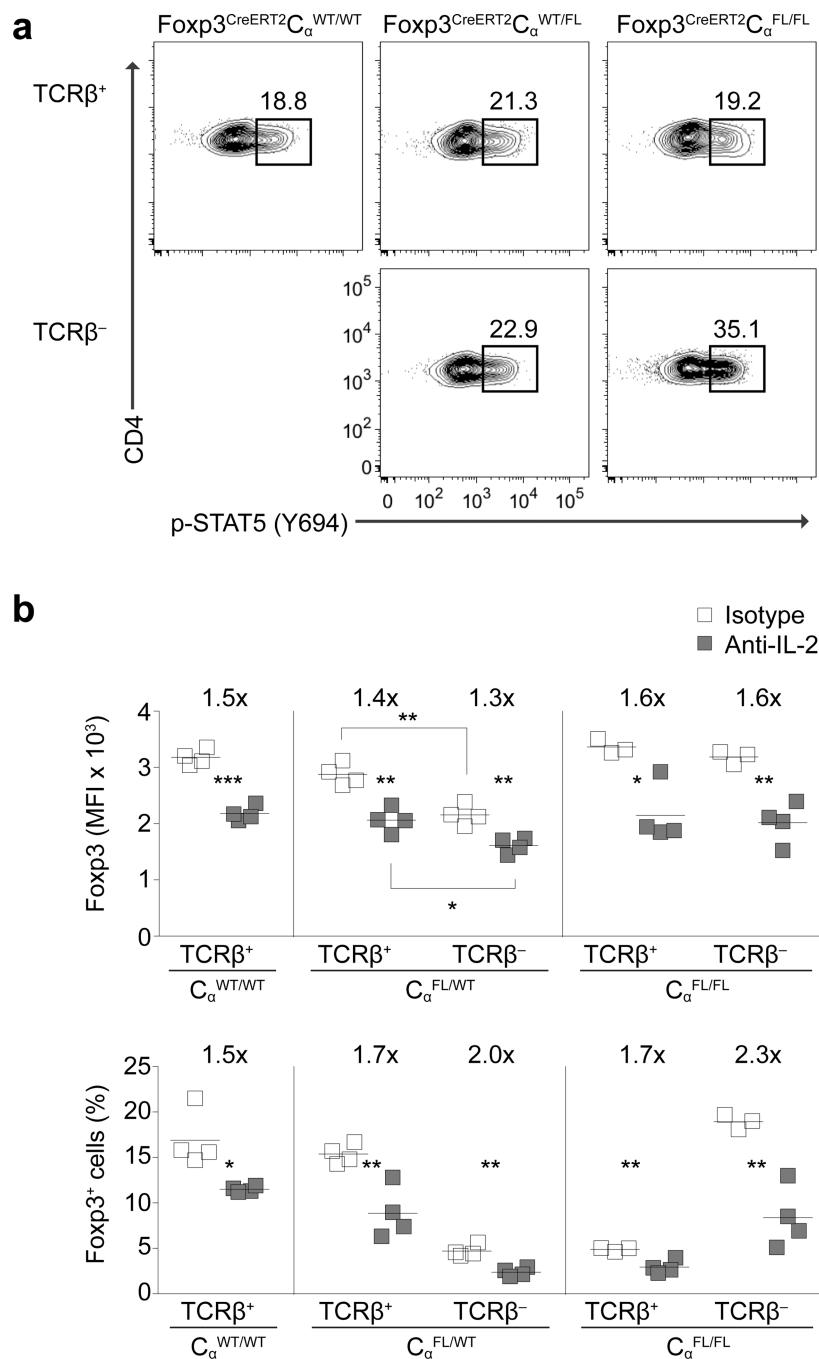 a
Foxp3CreERT2CαWT/WT Foxp3CreERT2CαWT/FL Foxp3CreERT2CαFL/FL
TCRβ+
18.8 21.3 19.2
TCRβ–
22.9 35.1
10⁵
10⁴
10³
10²
0
0 10² 10³ 10⁴ 10⁵
CD4
p-STAT5 (Y694)
b
Isotype
Anti-IL-2
1.5x 1.4x 1.3x 1.6x 1.6x
Foxp3 (MFI x 10³)
4
3
2
1
0
**
*** ** ** * **
*
TCRβ+ TCRβ+ TCRβ– TCRβ+ TCRβ–
CαWT/WT CαFL/WT CαFL/FL
1.5x 1.7x 2.0x 1.7x 2.3x
Foxp3+ cells (%)
25
20
15
10
5
0
* ** ** ** **
TCRβ+ TCRβ+ TCRβ– TCRβ+ TCRβ–
CαWT/WT CαFL/WT CαFL/FL